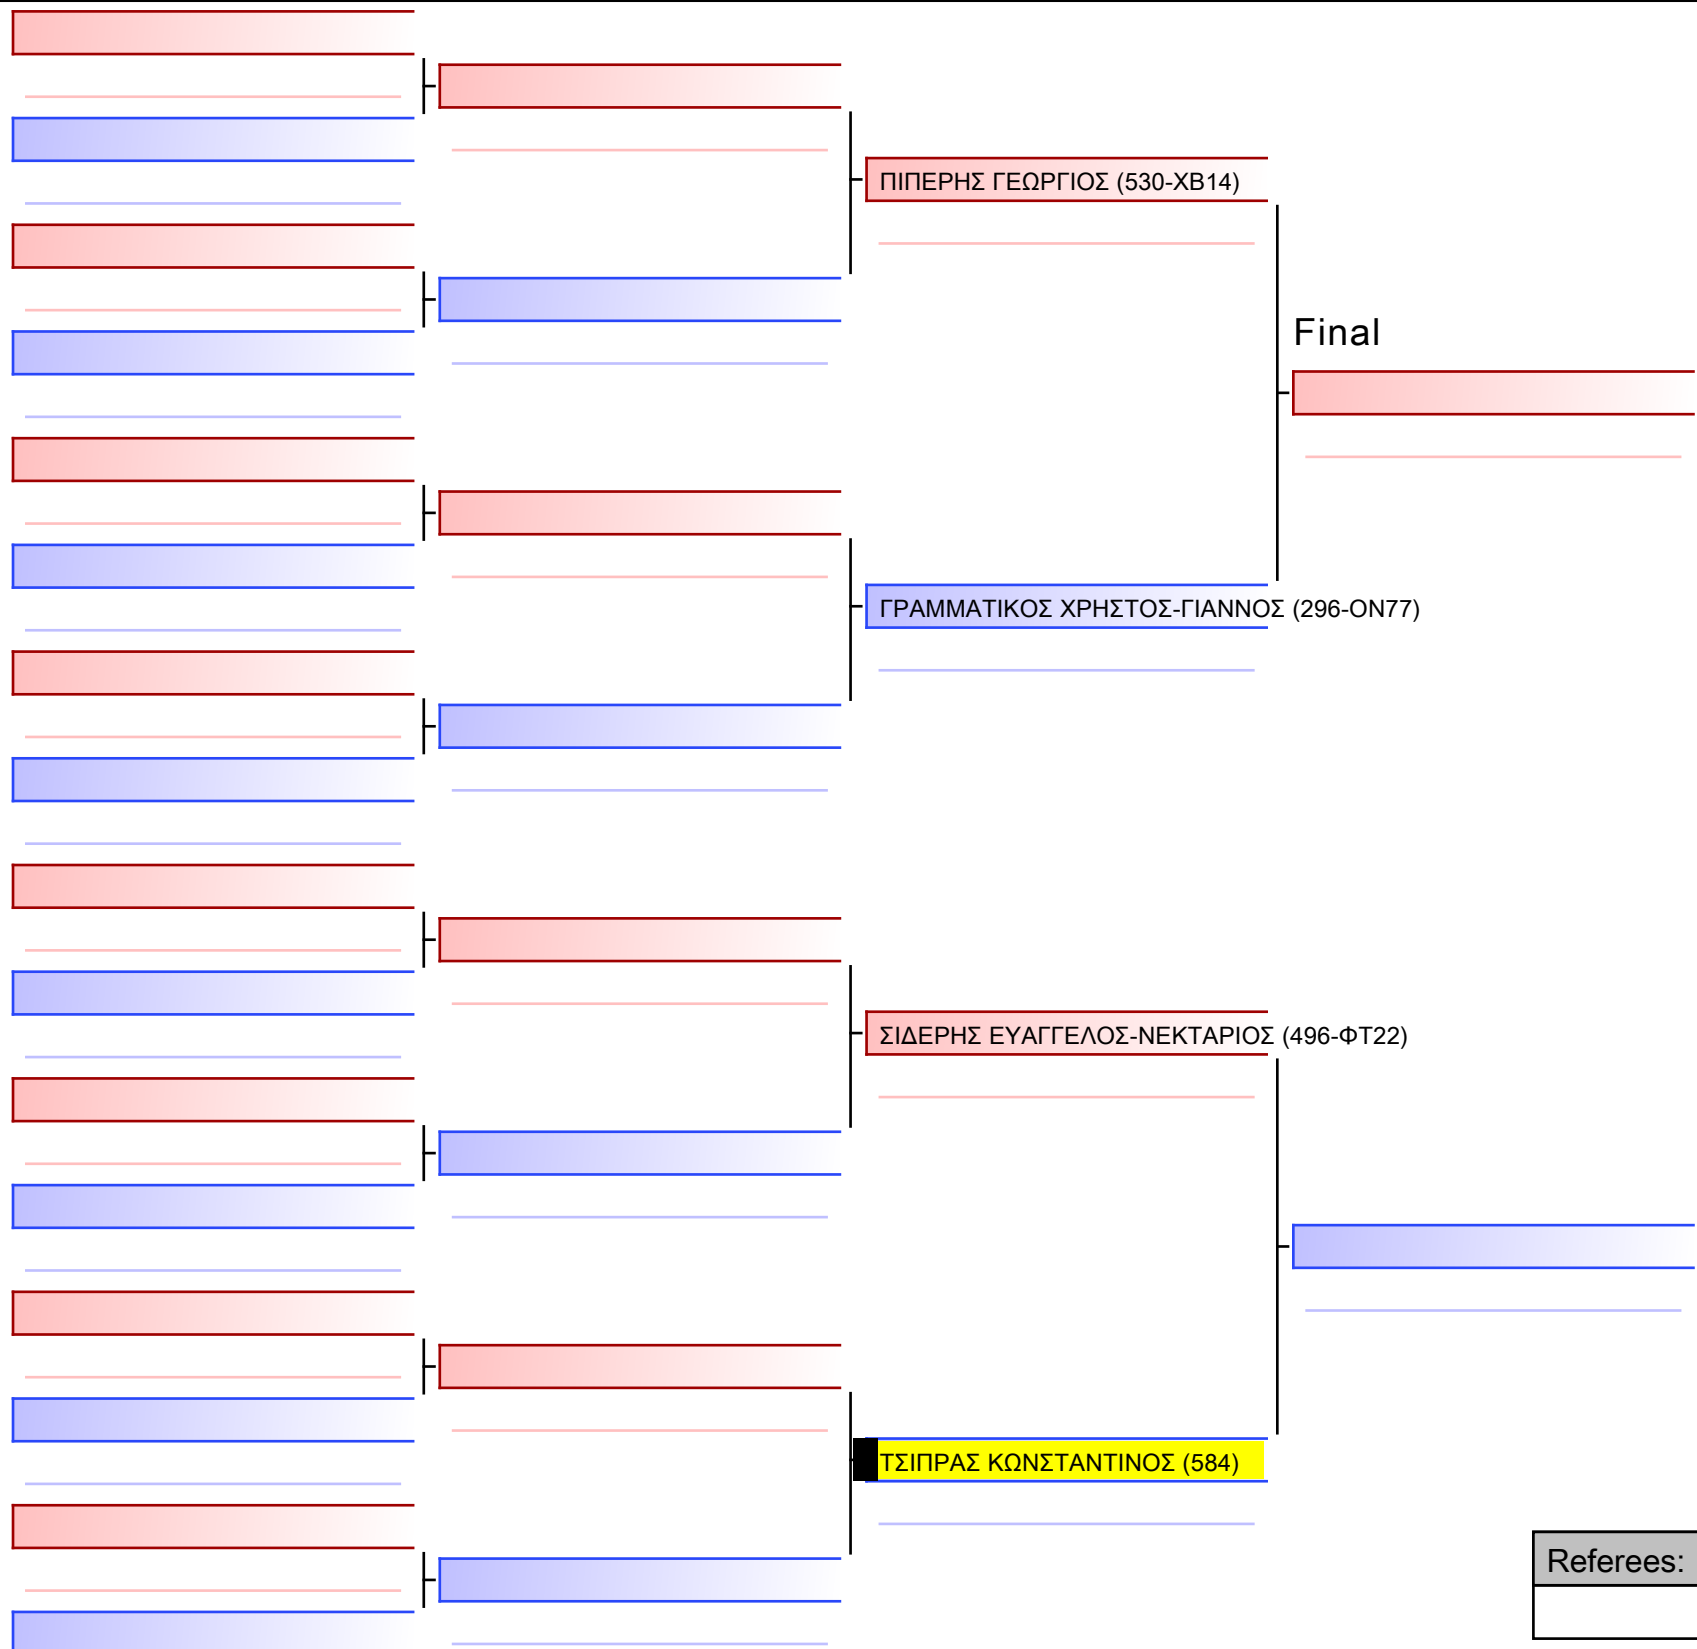 ΠΙΠΕΡΗΣ ΓΕΩΡΓΙΟΣ (530-ΧΒ14)
Final
ΓΡΑΜΜΑΤΙΚΟΣ ΧΡΗΣΤΟΣ-ΓΙΑΝΝΟΣ (296-ΟΝ77)
ΣΙΔΕΡΗΣ ΕΥΑΓΓΕΛΟΣ-ΝΕΚΤΑΡΙΟΣ (496-ΦΤ22)
ΤΣΙΠΡΑΣ ΚΩΝΣΤΑΝΤΙΝΟΣ (584)
Referees: